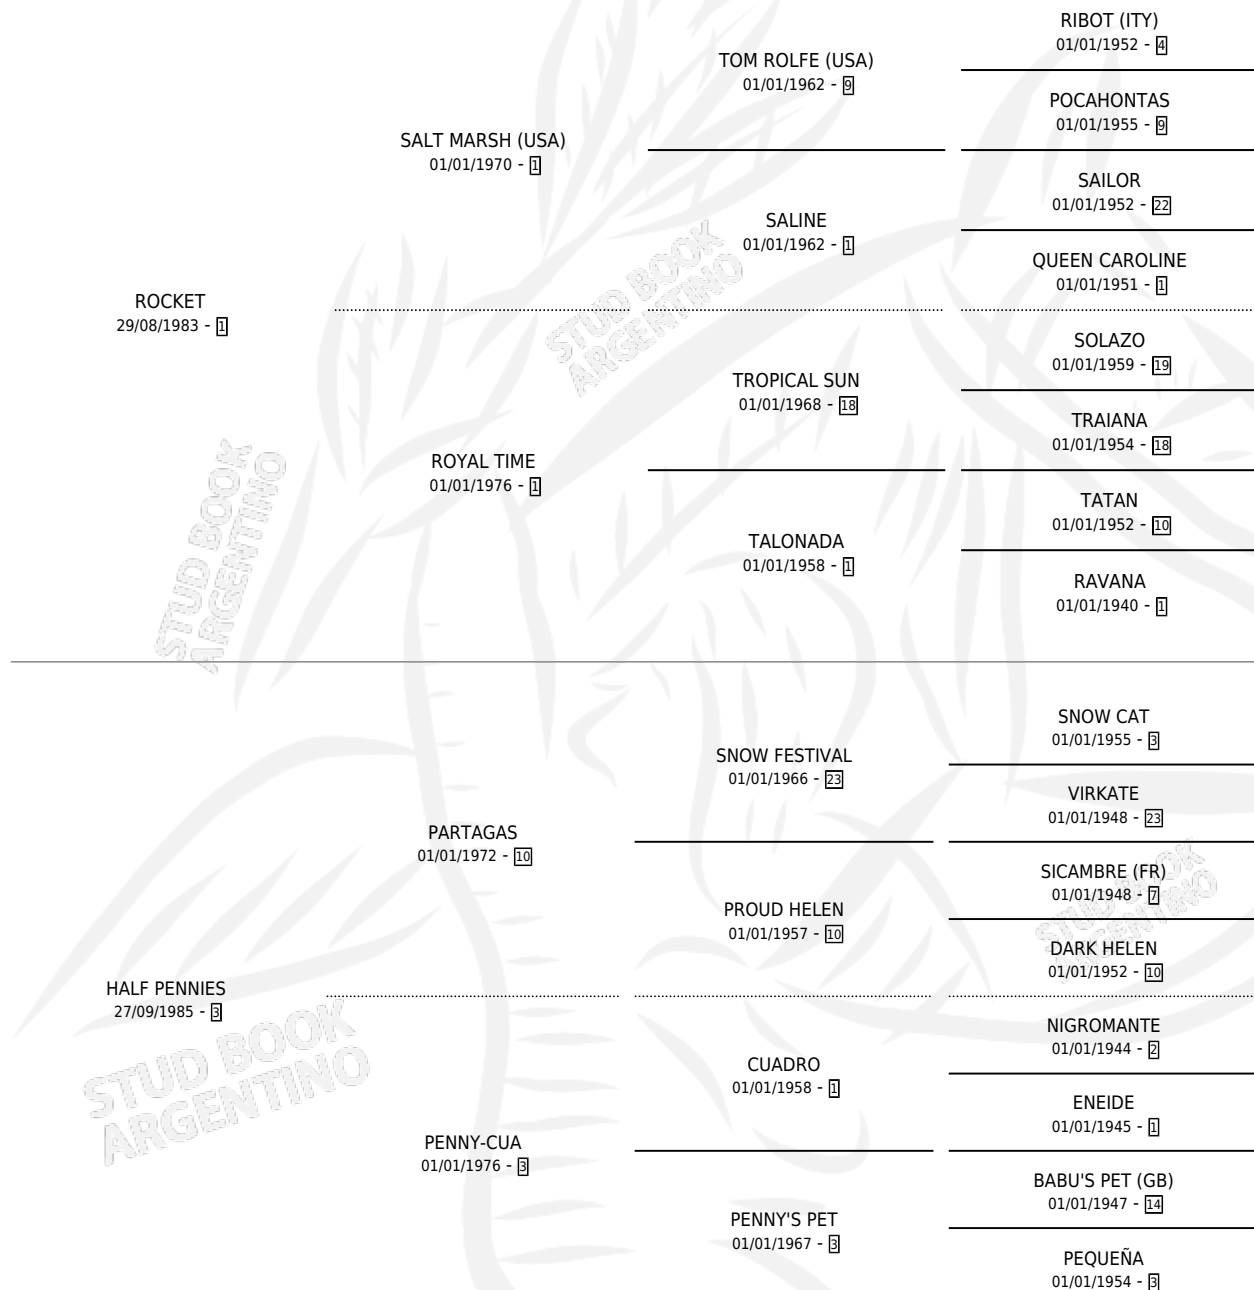 ROCKET
29/08/1983 - 1
SALT MARSH (USA)
01/01/1970 - 1
ROYAL TIME
01/01/1976 - 1
TOM ROLFE (USA)
01/01/1962 - 9
SALINE
01/01/1962 - 1
TROPICAL SUN
01/01/1968 - 18
TALONADA
01/01/1958 - 1
RIBOT (ITY)
01/01/1952 - 4
POCAHONTAS
01/01/1955 - 9
SAILOR
01/01/1952 - 22
QUEEN CAROLINE
01/01/1951 - 1
SOLAZO
01/01/1959 - 19
TRAIANA
01/01/1954 - 18
TATAN
01/01/1952 - 10
RAVANA
01/01/1940 - 1
HALF PENNIES
27/09/1985 - 3
PARTAGAS
01/01/1972 - 10
PENNY-CUA
01/01/1976 - 3
SNOW FESTIVAL
01/01/1966 - 23
PROUD HELEN
01/01/1957 - 10
CUADRO
01/01/1958 - 1
PENNY'S PET
01/01/1967 - 3
SNOW CAT
01/01/1955 - 3
VIRKATE
01/01/1948 - 23
SICAMBRE (FR)
01/01/1948 - 7
DARK HELEN
01/01/1952 - 10
NIGROMANTE
01/01/1944 - 2
ENEIDE
01/01/1945 - 1
BABU'S PET (GB)
01/01/1947 - 14
PEQUEÑA
01/01/1954 - 3
STUD BOOK
ARGENTINO
STUD BOOK
ARGENTINO
STUD BOOK
ARGENTINO
STUD BOOK
ARGENTINO